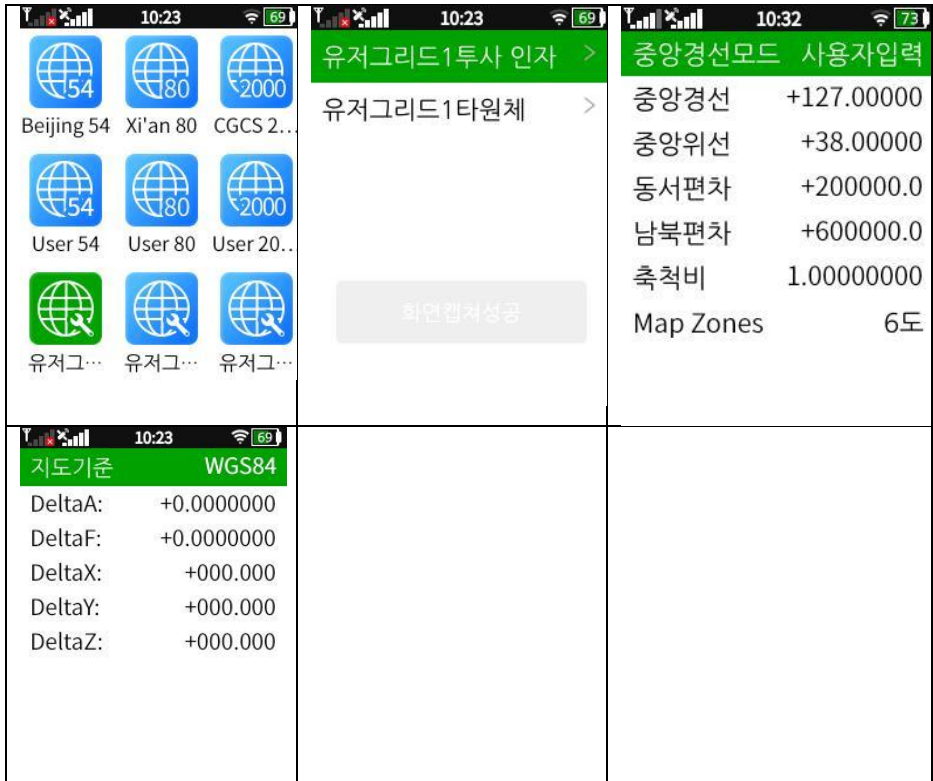 10:23
69
54
80
2000
Beijing 54 Xi'an 80 CGCS 2...
54
80
2000
User 54 User 80 User 20...
유저그··· 유저그··· 유저그···
10:23
69
유저그리드1투사 인자 >
유저그리드1타원체 >
화면캡쳐성공
10:32
73
중앙경선모드 사용자입력
중앙경선 +127.00000
중앙위선 +38.00000
동서편차 +200000.0
남북편차 +600000.0
축척비 1.00000000
Map Zones 6도
10:23
69
지도기준 WGS84
DeltaA: +0.0000000
DeltaF: +0.0000000
DeltaX: +000.000
DeltaY: +000.000
DeltaZ: +000.000